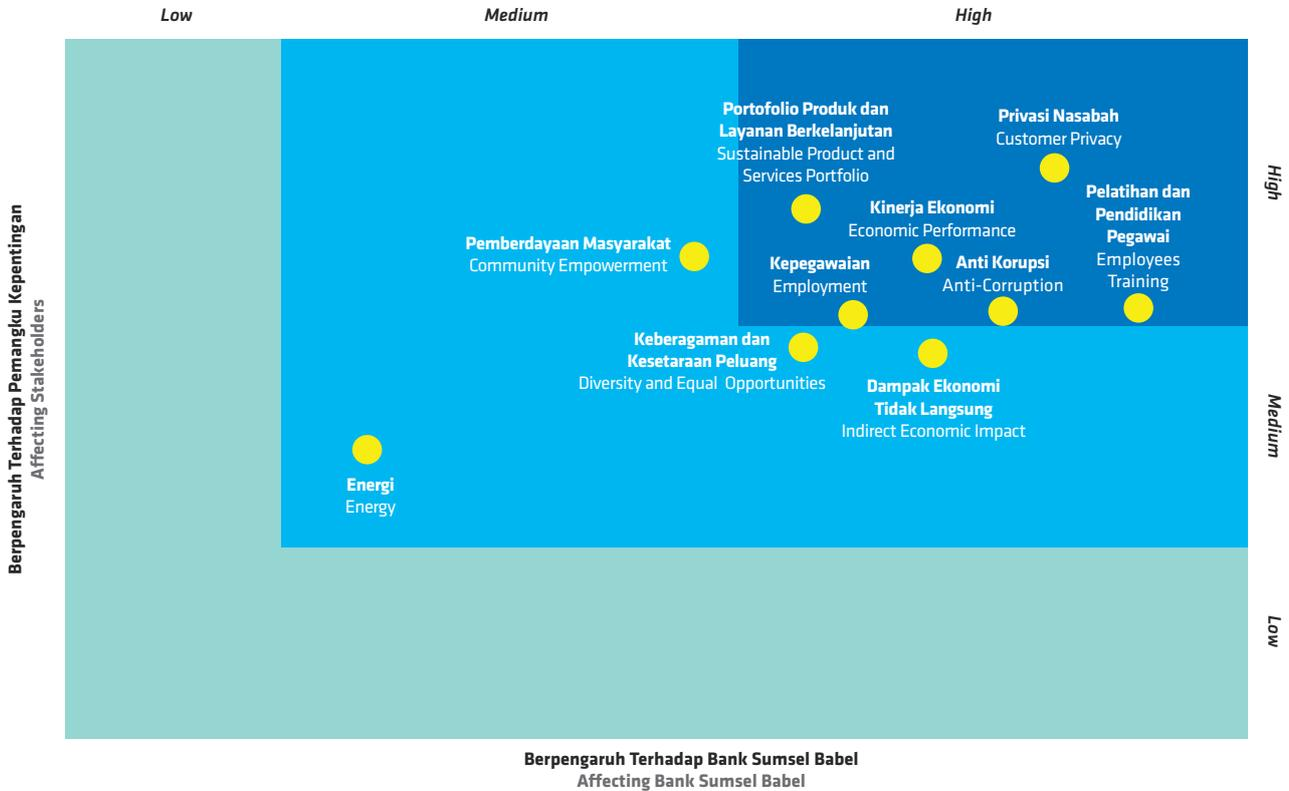 Low
Medium
High
Portofolio Produk dan
Layanan Berkelanjutan
Sustainable Product and
Services Portfolio
Privasi Nasabah
Customer Privacy
Pelatihan dan
Pendidikan
Pegawai
Employees
Training
Kinerja Ekonomi
Economic Performance
Pemberdayaan Masyarakat
Community Empowerment
Kepegawaian
Employment
Anti Korupsi
Anti-Corruption
Keberagaman dan
Kesetaraan Peluang
Diversity and Equal Opportunities
Dampak Ekonomi
Tidak Langsung
Indirect Economic Impact
Energi
Energy
High
Medium
Low
Berpengaruh Terhadap Pemangku Kepentingan
Affecting Stakeholders
Berpengaruh Terhadap Bank Sumsel Babel
Affecting Bank Sumsel Babel